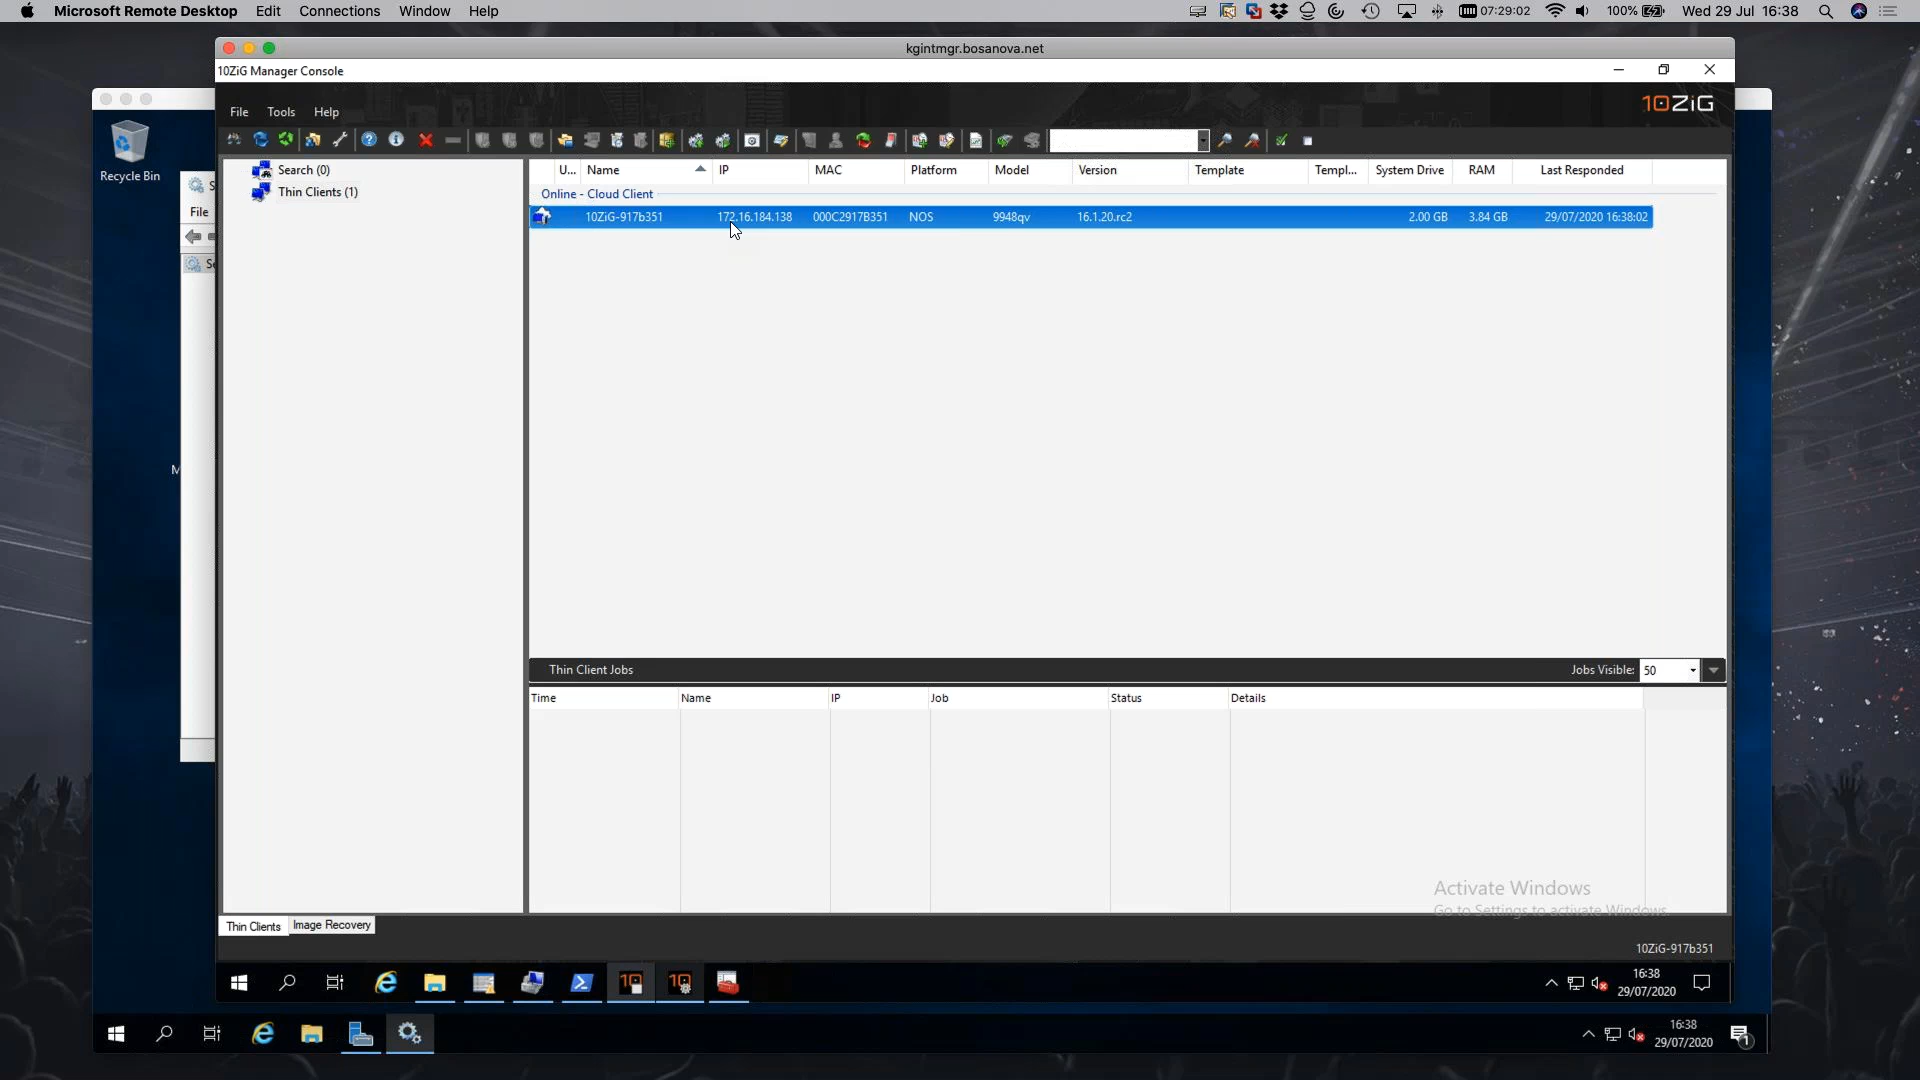 Microsoft Remote Desktop Edit Connections Window Help
07:29:02 100% Wed 29 Jul 16:38
kgintmgr.bosanova.net
10ZiG Manager Console
10ZiG
File Tools Help
Recycle Bin
S
File
Se
M
Search (0)
Thin Clients (1)
U... Name IP MAC Platform Model Version Template Templ... System Drive RAM Last Responded
Online - Cloud Client
10ZiG-917b351 172.16.184.138 000C2917B351 NOS 9948qv 16.1.20.rc2 2.00 GB 3.84 GB 29/07/2020 16:38:02
Thin Client Jobs
Jobs Visible: 50
Time Name IP Job Status Details
Activate Windows
Go to Settings to activate Windows.
Thin Clients Image Recovery
10ZiG-917b351
16:38
29/07/2020
16:38
29/07/2020
1